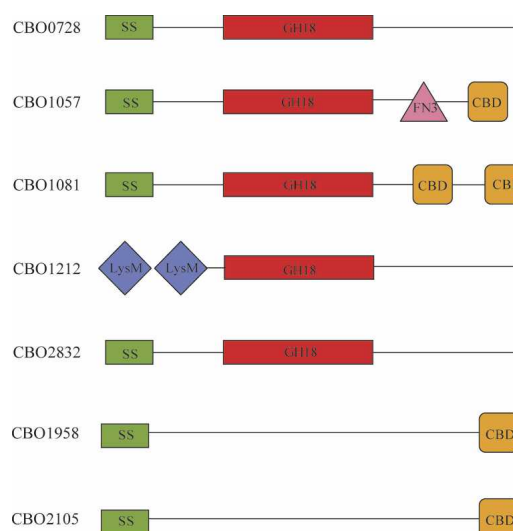 CBO0728 SS GH18
CBO1057 SS GH18 FN3 CBD
CBO1081 SS GH18 CBD CB
CBO1212 LysM LysM GH18
CBO2832 SS GH18
CBO1958 SS CBD
CBO2105 SS CBD